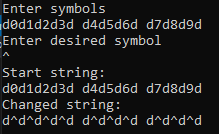 Enter symbols
d0d1d2d3d d4d5d6d d7d8d9d
Enter desired symbol
^
Start string:
d0d1d2d3d d4d5d6d d7d8d9d
Changed string:
d^d^d^d^d d^d^d^d d^d^d^d